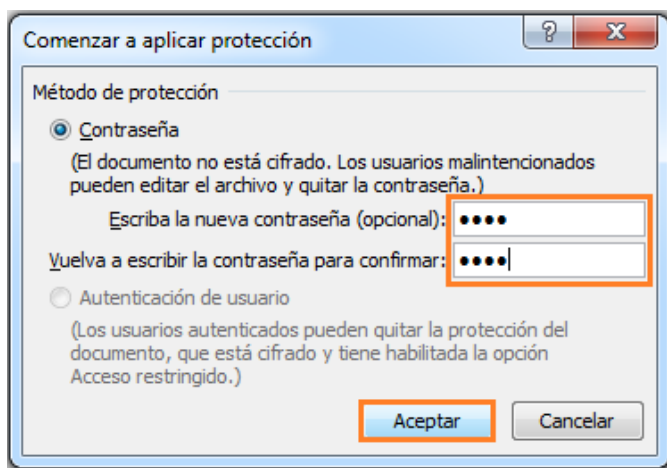 Comenzar a aplicar protección
Método de protección
Contraseña
(El documento no está cifrado. Los usuarios malintencionados
pueden editar el archivo y quitar la contraseña.)
Escriba la nueva contraseña (opcional): ••••
Vuelva a escribir la contraseña para confirmar: ••••
Autenticación de usuario
(Los usuarios autenticados pueden quitar la protección del
documento, que está cifrado y tiene habilitada la opción
Acceso restringido.)
Aceptar Cancelar